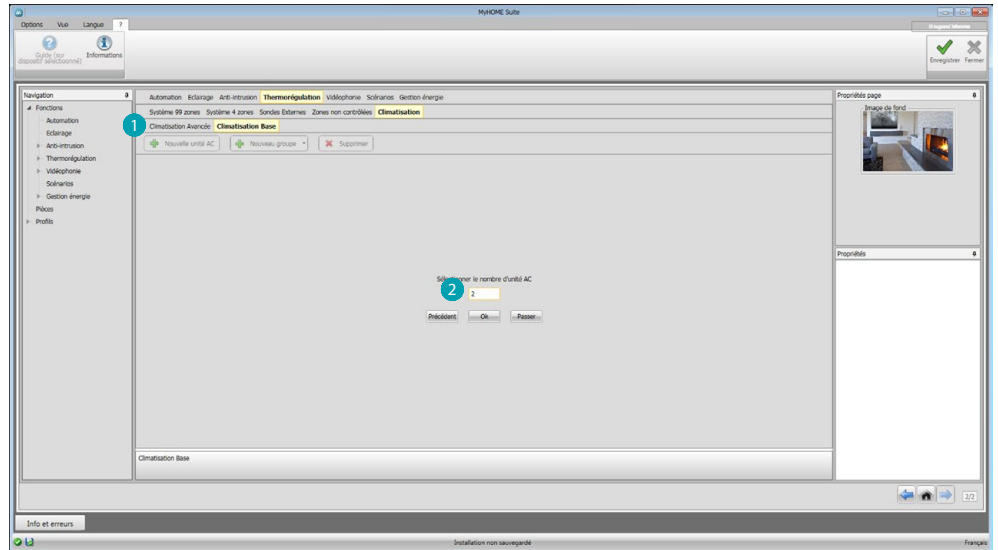 MyHOME Suite
Options Vue Langue ?
Guide (sur
dispositif sélectionné)
Informations
Enregistrer Fermer
Navigation
Fonctions
Automation
Eclairage
Anti-intrusion
Thermorégulation
Vidéophonie
Scénarios
Gestion énergie
Pièces
Profils
Automation Eclairage Anti-intrusion Thermorégulation Vidéophonie Scénarios Gestion énergie
Système 99 zones Système 4 zones Sondes Externes Zones non contrôlées Climatisation
1
Climatisation Avancée Climatisation Base
Nouvelle unité AC Nouveau groupe Supprimer
Sélectionner le nombre d'unité AC
2
2
Précédent Ok Passer
Climatisation Base
Propriétés page
Image de fond
Propriétés
2/2
Info et erreurs
Installation non sauvegardé
Français